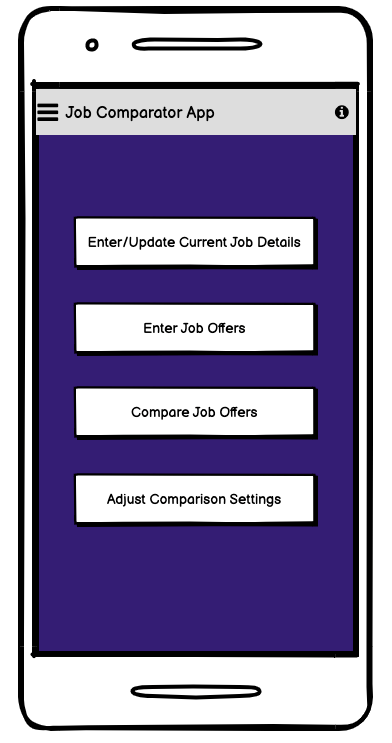 Job Comparator App
Enter/Update Current Job Details
Enter Job Offers
Compare Job Offers
Adjust Comparison Settings